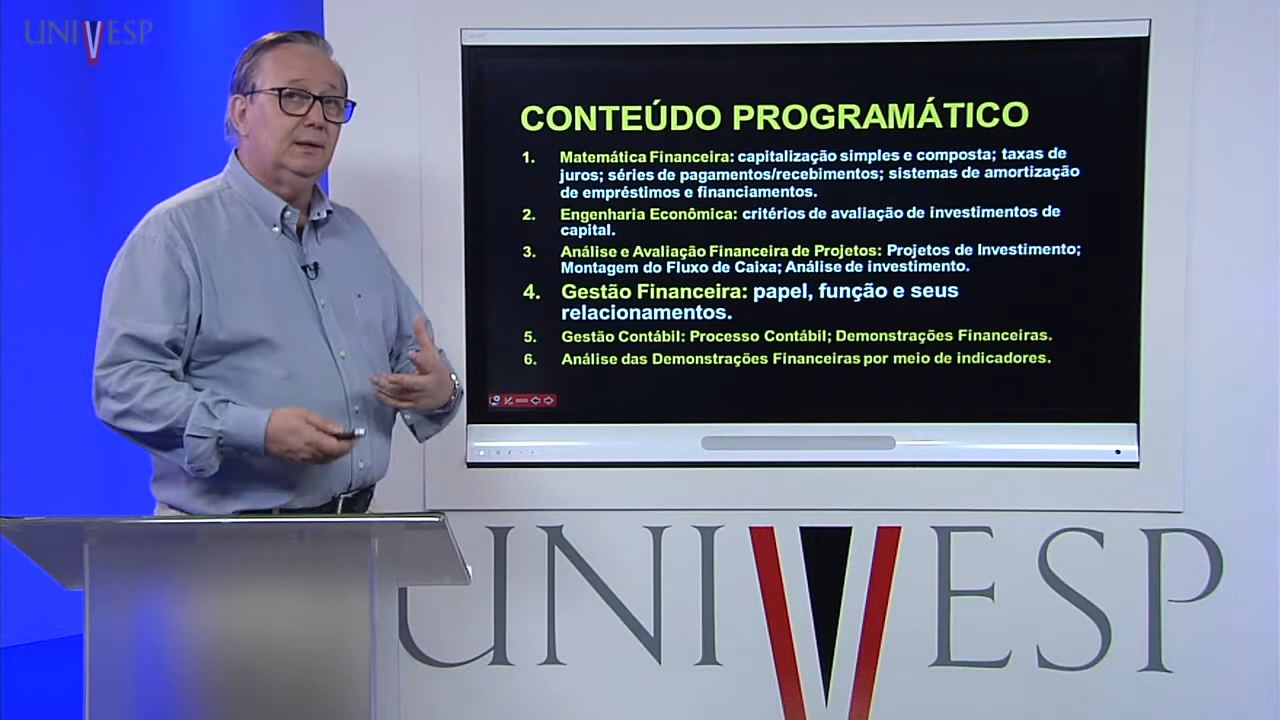 UNIVESP
CONTEÚDO PROGRAMÁTICO
1. Matemática Financeira: capitalização simples e composta; taxas de
juros; séries de pagamentos/recebimentos; sistemas de amortização
de empréstimos e financiamentos.
2. Engenharia Econômica: critérios de avaliação de investimentos de
capital.
3. Análise e Avaliação Financeira de Projetos: Projetos de Investimento;
Montagem do Fluxo de Caixa; Análise de investimento.
4. Gestão Financeira: papel, função e seus
relacionamentos.
5. Gestão Contábil: Processo Contábil; Demonstrações Financeiras.
6. Análise das Demonstrações Financeiras por meio de indicadores.
UNIVESP